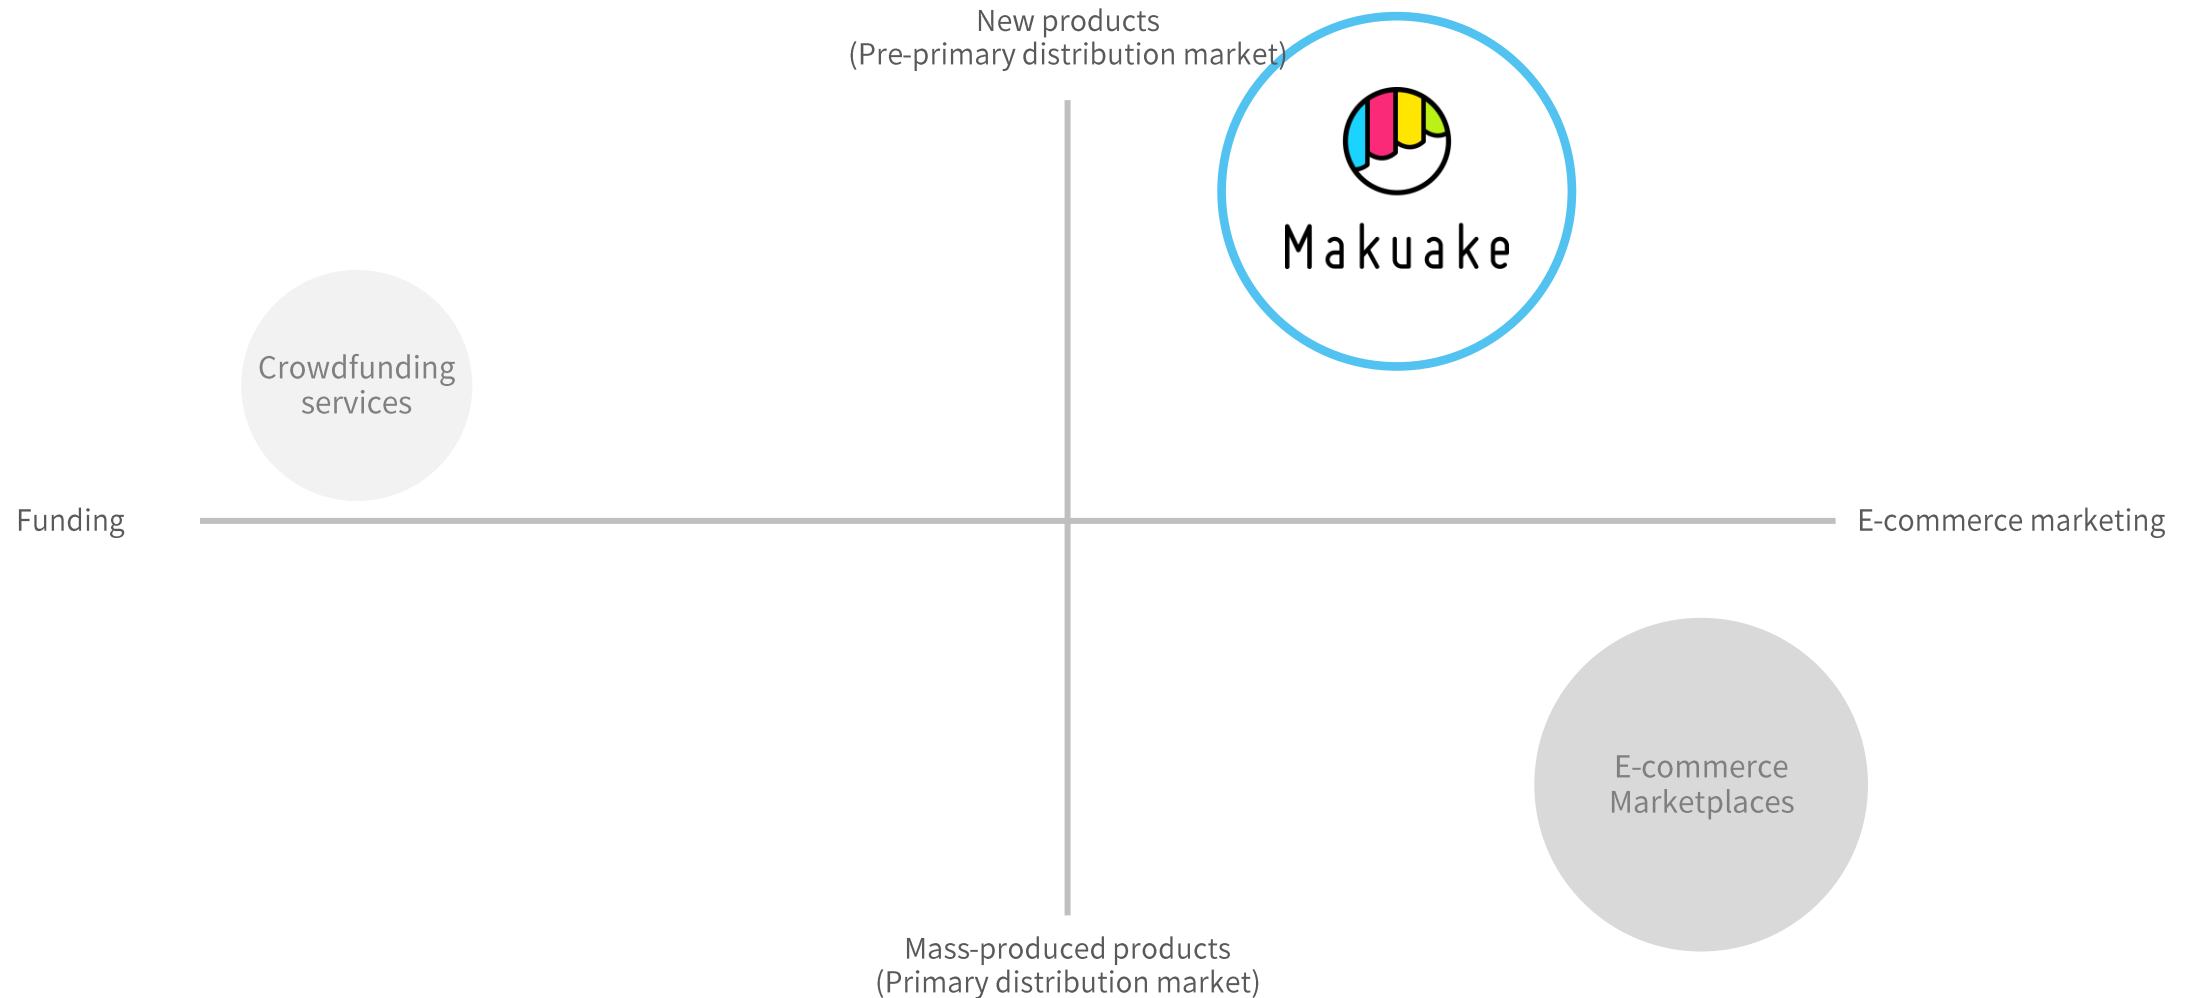 New products
(Pre-primary distribution market)
Makuake
Crowdfunding
services
Funding
E-commerce marketing
E-commerce
Marketplaces
Mass-produced products
(Primary distribution market)